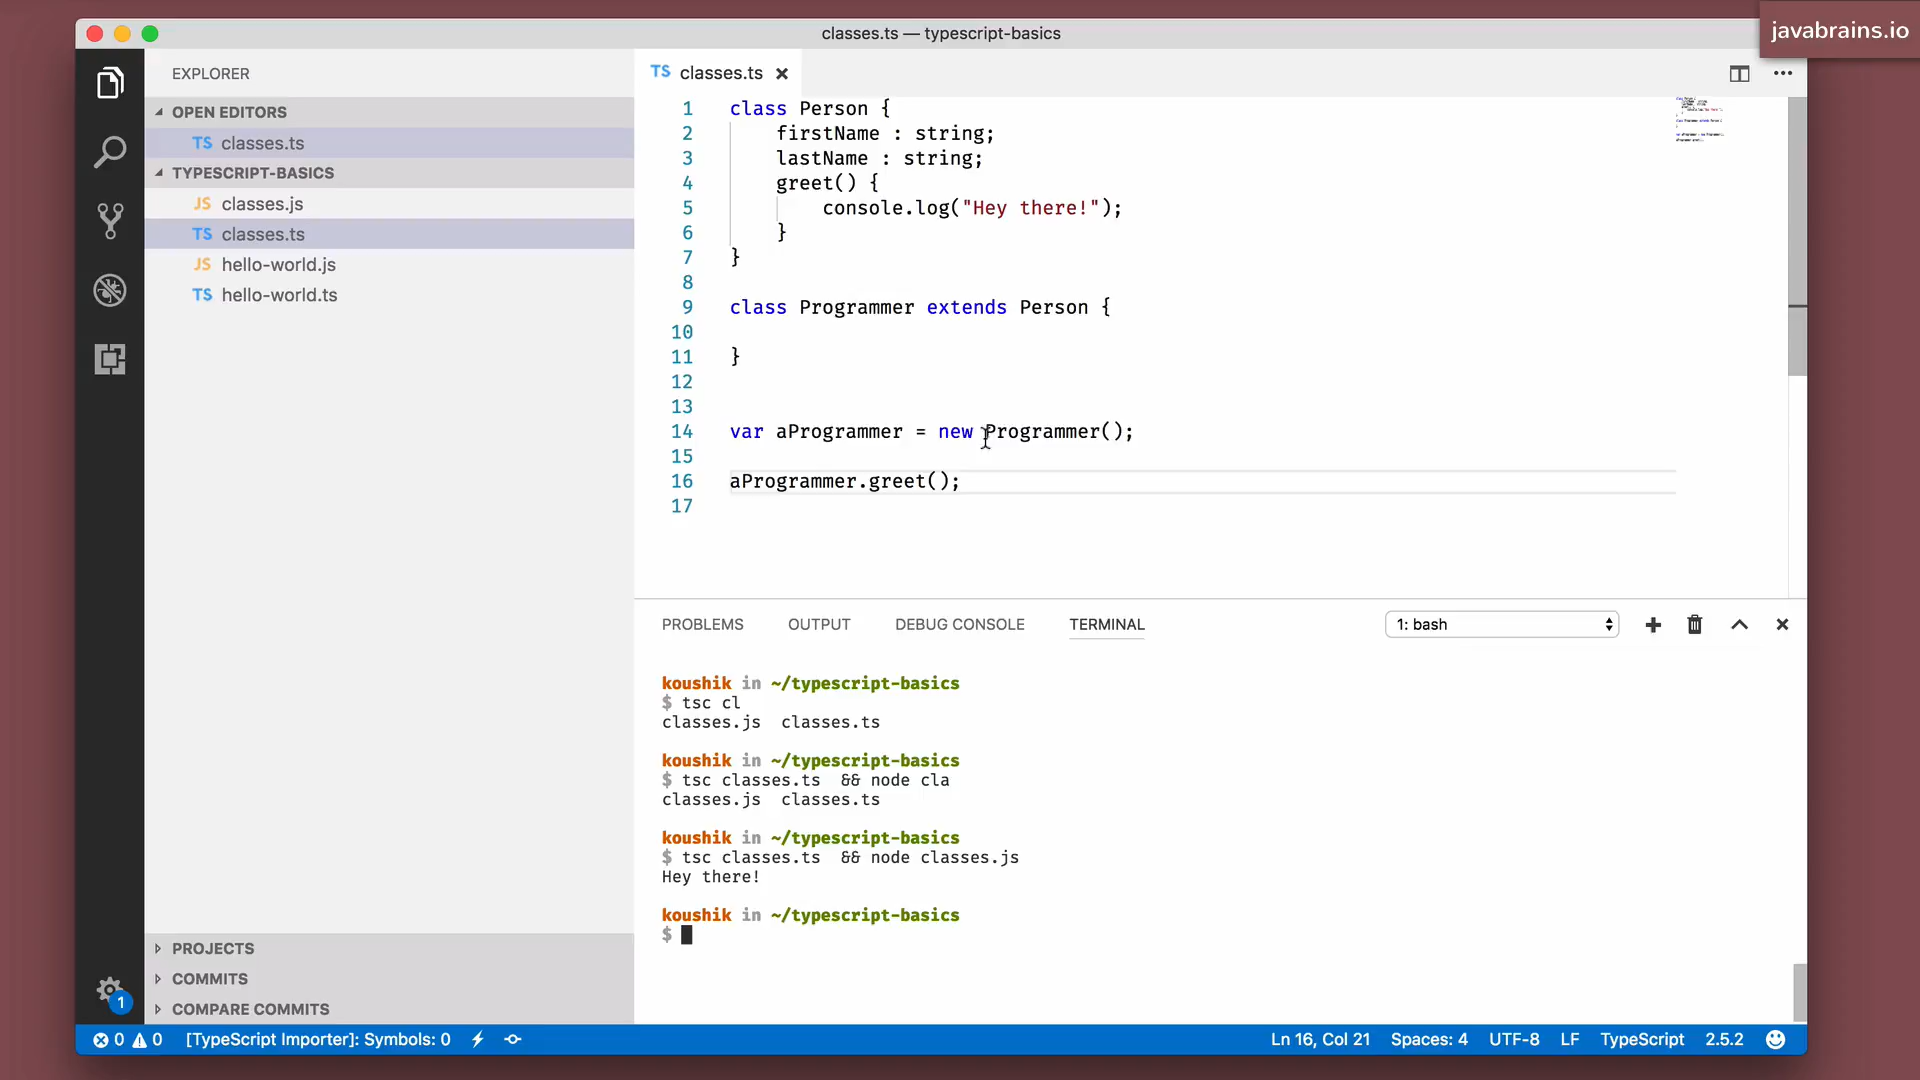 classes.ts — typescript-basics
javabrains.io
EXPLORER
OPEN EDITORS
TS classes.ts
TYPESCRIPT-BASICS
JS classes.js
TS classes.ts
JS hello-world.js
TS hello-world.ts
PROJECTS
COMMITS
COMPARE COMMITS
1
TS classes.ts
1 class Person {
2 firstName : string;
3 lastName : string;
4 greet() {
5 console.log("Hey there!");
6 }
7 }
8
9 class Programmer extends Person {
10
11 }
12
13
14 var aProgrammer = new Programmer();
15
16 aProgrammer.greet();
17
PROBLEMS OUTPUT DEBUG CONSOLE TERMINAL 1: bash
koushik in ~/typescript-basics
$ tsc cl
classes.js classes.ts
koushik in ~/typescript-basics
$ tsc classes.ts && node cla
classes.js classes.ts
koushik in ~/typescript-basics
$ tsc classes.ts && node classes.js
Hey there!
koushik in ~/typescript-basics
$
0 0 [TypeScript Importer]: Symbols: 0 Ln 16, Col 21 Spaces: 4 UTF-8 LF TypeScript 2.5.2